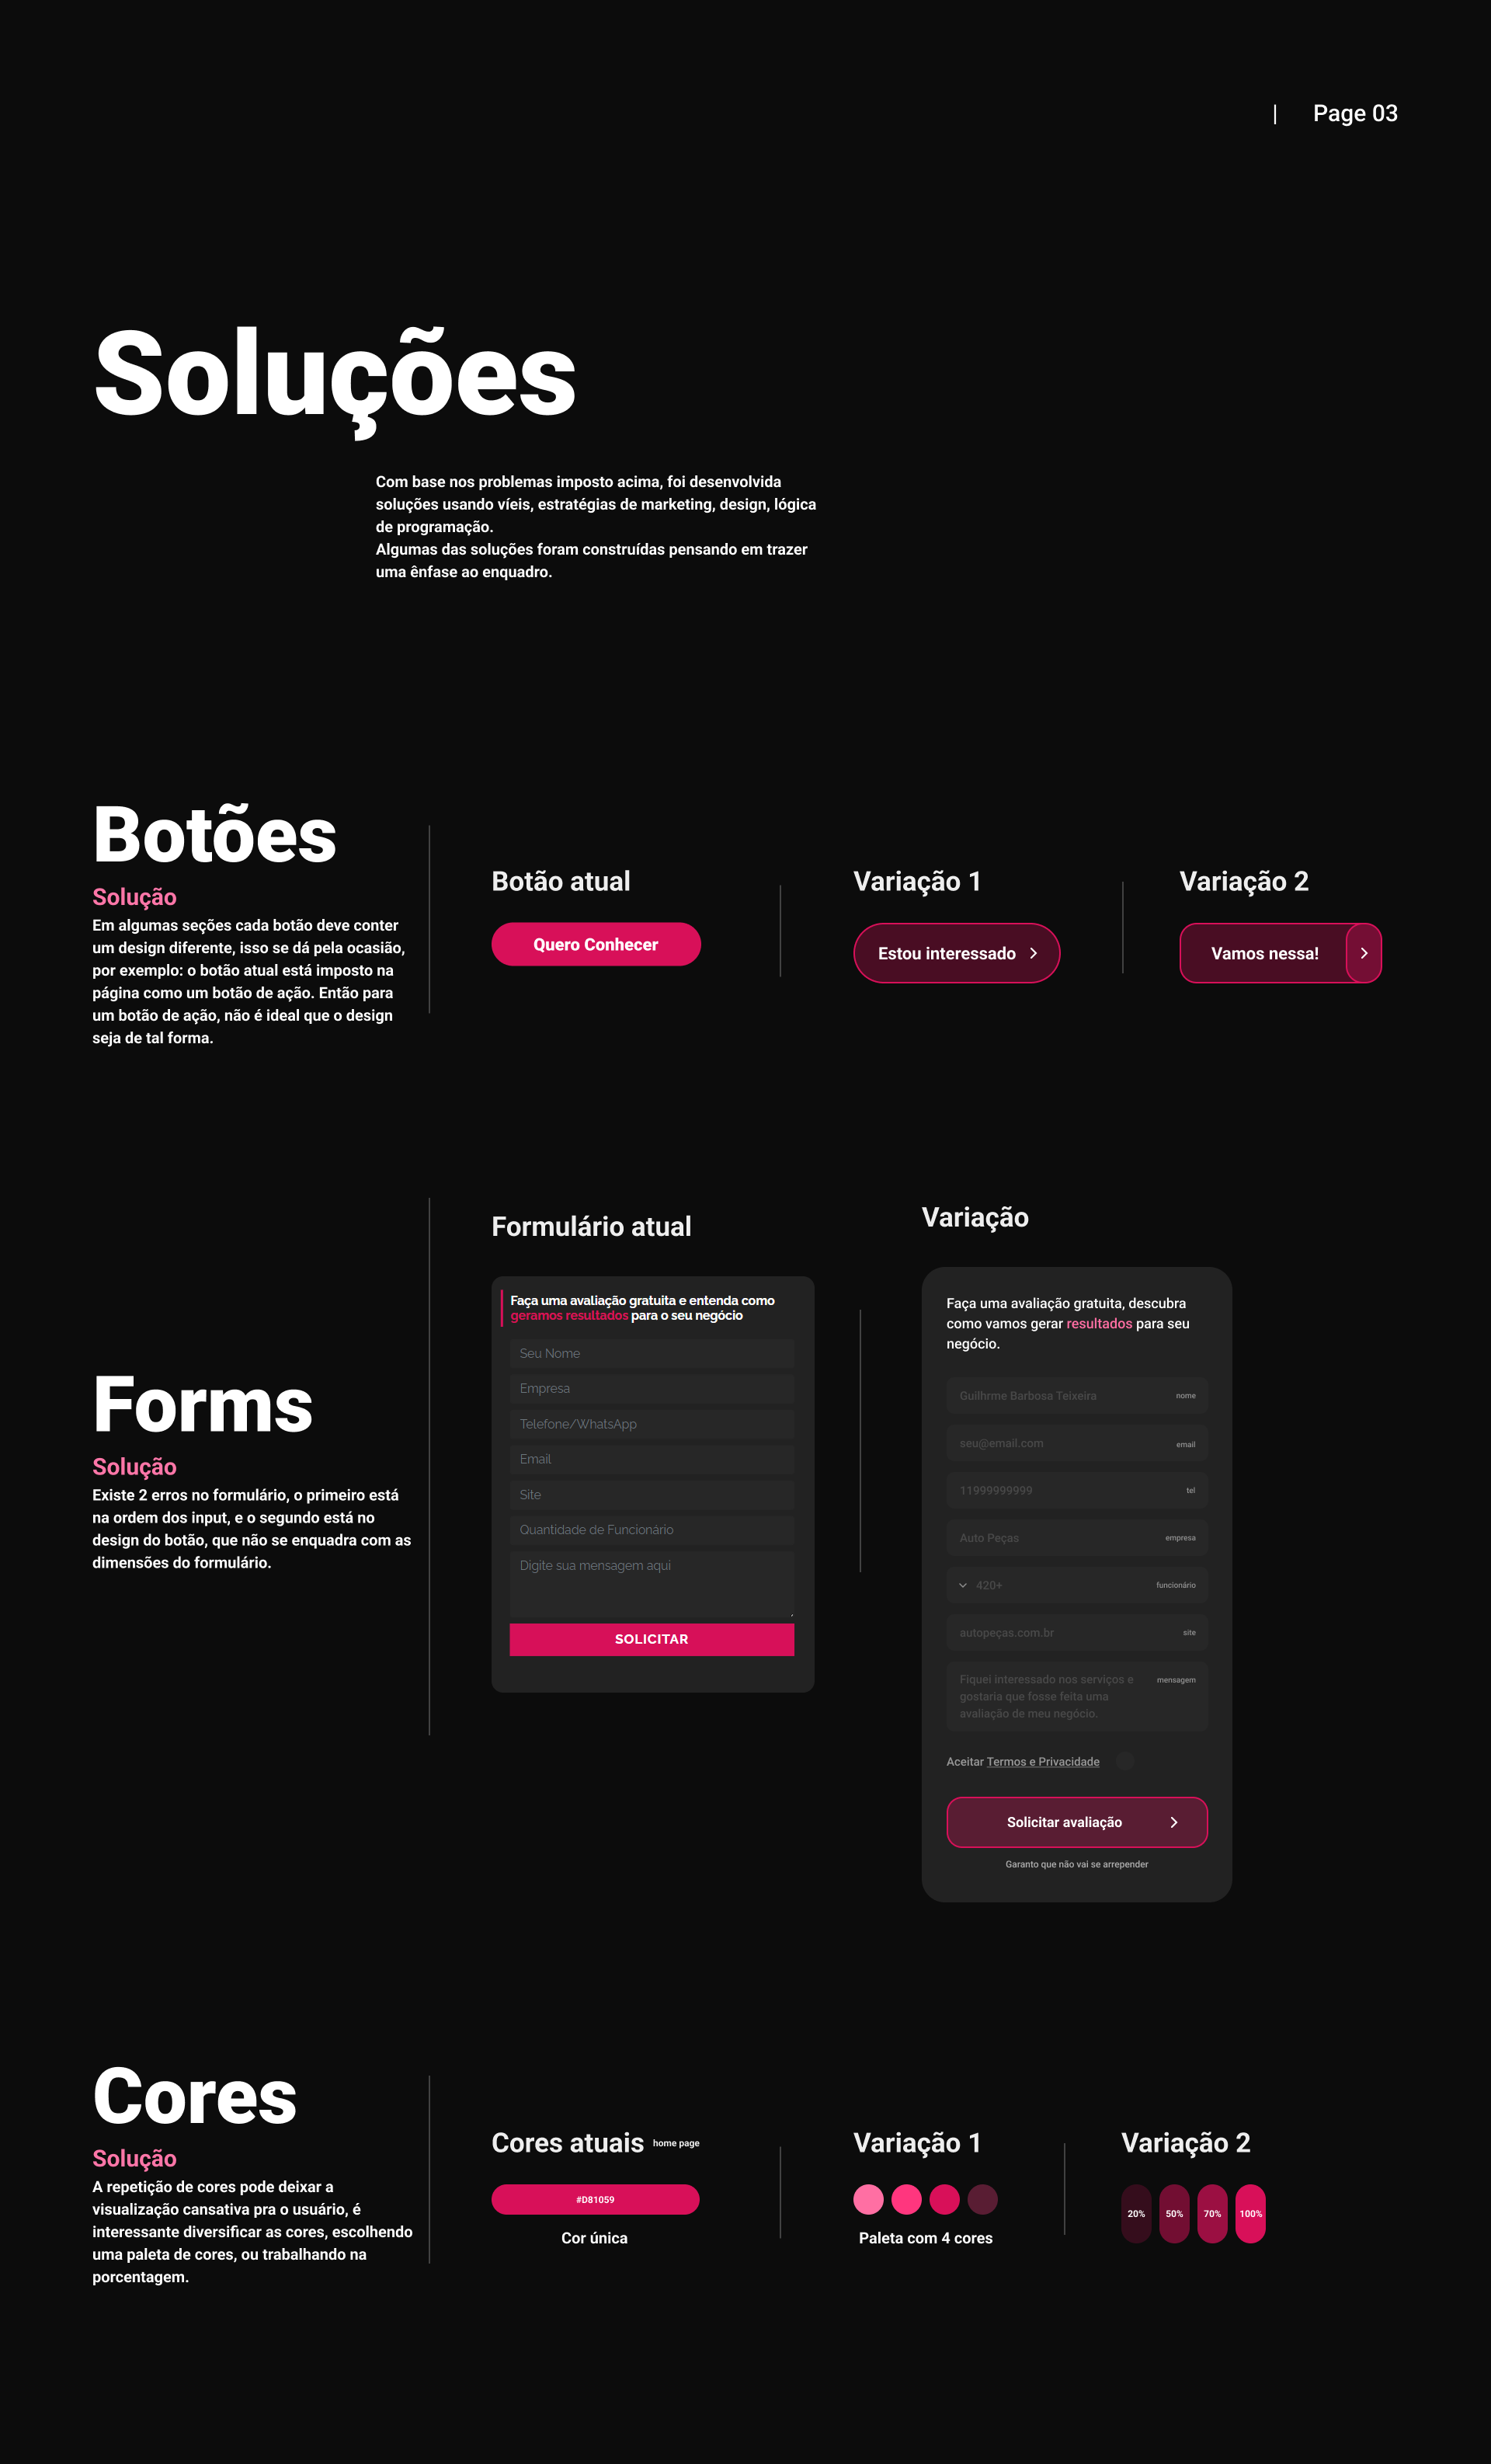 | Page 03
Soluções
Com base nos problemas imposto acima, foi desenvolvida
soluções usando víeis, estratégias de marketing, design, lógica
de programação.
Algumas das soluções foram construídas pensando em trazer
uma ênfase ao enquadro.
Botões
Solução
Em algumas seções cada botão deve conter
um design diferente, isso se dá pela ocasião,
por exemplo: o botão atual está imposto na
página como um botão de ação. Então para
um botão de ação, não é ideal que o design
seja de tal forma.
Botão atual
Quero Conhecer
Variação 1
Estou interessado
Variação 2
Vamos nessa!
Forms
Solução
Existe 2 erros no formulário, o primeiro está
na ordem dos input, e o segundo está no
design do botão, que não se enquadra com as
dimensões do formulário.
Formulário atual
Faça uma avaliação gratuita e entenda como
geramos resultados para o seu negócio
Seu Nome
Empresa
Telefone/WhatsApp
Email
Site
Quantidade de Funcionário
Digite sua mensagem aqui
SOLICITAR
Variação
Faça uma avaliação gratuita, descubra
como vamos gerar resultados para seu
negócio.
Guilhrme Barbosa Teixeira nome
seu@email.com email
11999999999 tel
Auto Peças empresa
420+ funcionário
autopeças.com.br site
Fiquei interessado nos serviços e mensagem
gostaria que fosse feita uma
avaliação de meu negócio.
Aceitar Termos e Privacidade
Solicitar avaliação
Garanto que não vai se arrepender
Cores
Solução
A repetição de cores pode deixar a
visualização cansativa pra o usuário, é
interessante diversificar as cores, escolhendo
uma paleta de cores, ou trabalhando na
porcentagem.
Cores atuais home page
#D81059
Cor única
Variação 1
Paleta com 4 cores
Variação 2
20% 50% 70% 100%